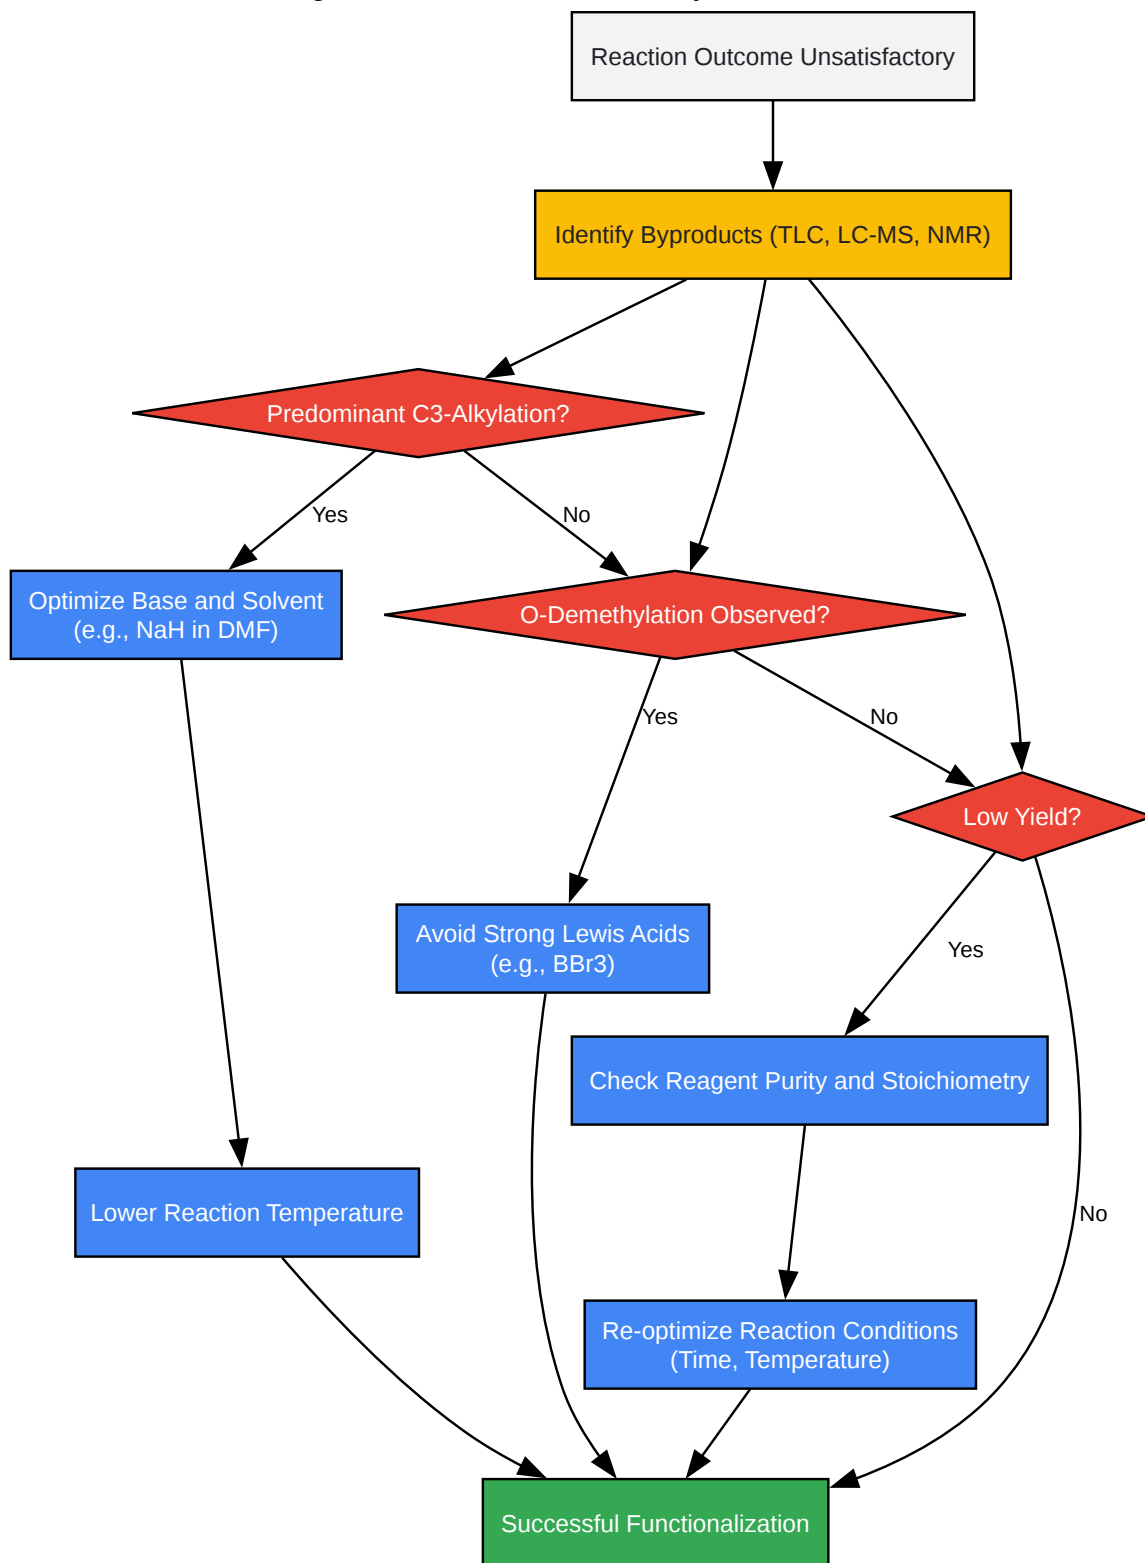 Reaction Outcome Unsatisfactory
Identify Byproducts (TLC, LC-MS, NMR)
Predominant C3-Alkylation?
Yes
No
Optimize Base and Solvent
(e.g., NaH in DMF)
O-Demethylation Observed?
Yes
No
Low Yield?
Avoid Strong Lewis Acids
(e.g., BBr3)
Yes
Check Reagent Purity and Stoichiometry
Lower Reaction Temperature
No
Re-optimize Reaction Conditions
(Time, Temperature)
Successful Functionalization